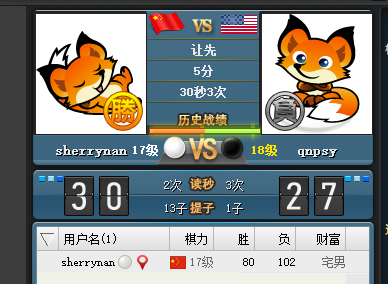 VS
让先
5分
30秒3次
历史战绩
勝
負
sherrynan 17级 VS 18级 qnpsy
30 2次 读秒 3次 27
13子 提子 1子
用户名(1) 棋力 胜 负 财富
sherrynan 17级 80 102 宅男